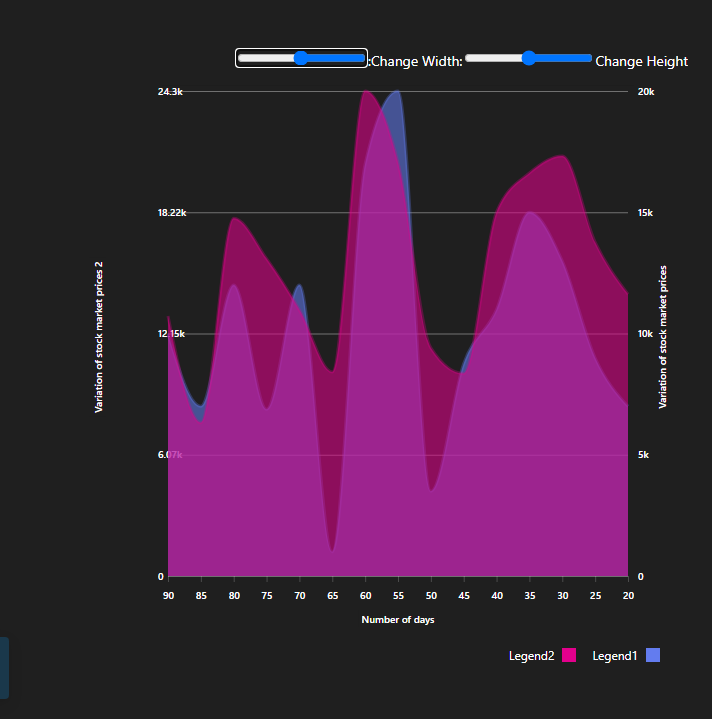 :Change Width: Change Height
24.3k 20k
18.22k 15k
12.15k 10k
6.07k 5k
0 0
Variation of stock market prices 2
Variation of stock market prices
90 85 80 75 70 65 60 55 50 45 40 35 30 25 20
Number of days
Legend2 Legend1